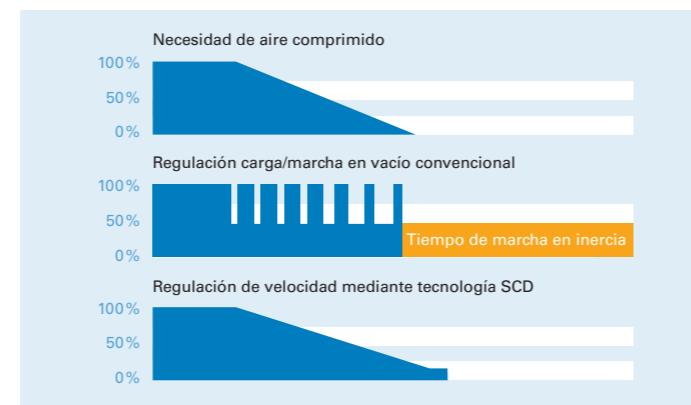 Necesidad de aire comprimido
100%
50%
0%
Regulación carga/marcha en vacío convencional
100%
50%
Tiempo de marcha en inercia
0%
Regulación de velocidad mediante tecnología SCD
100%
50%
0%